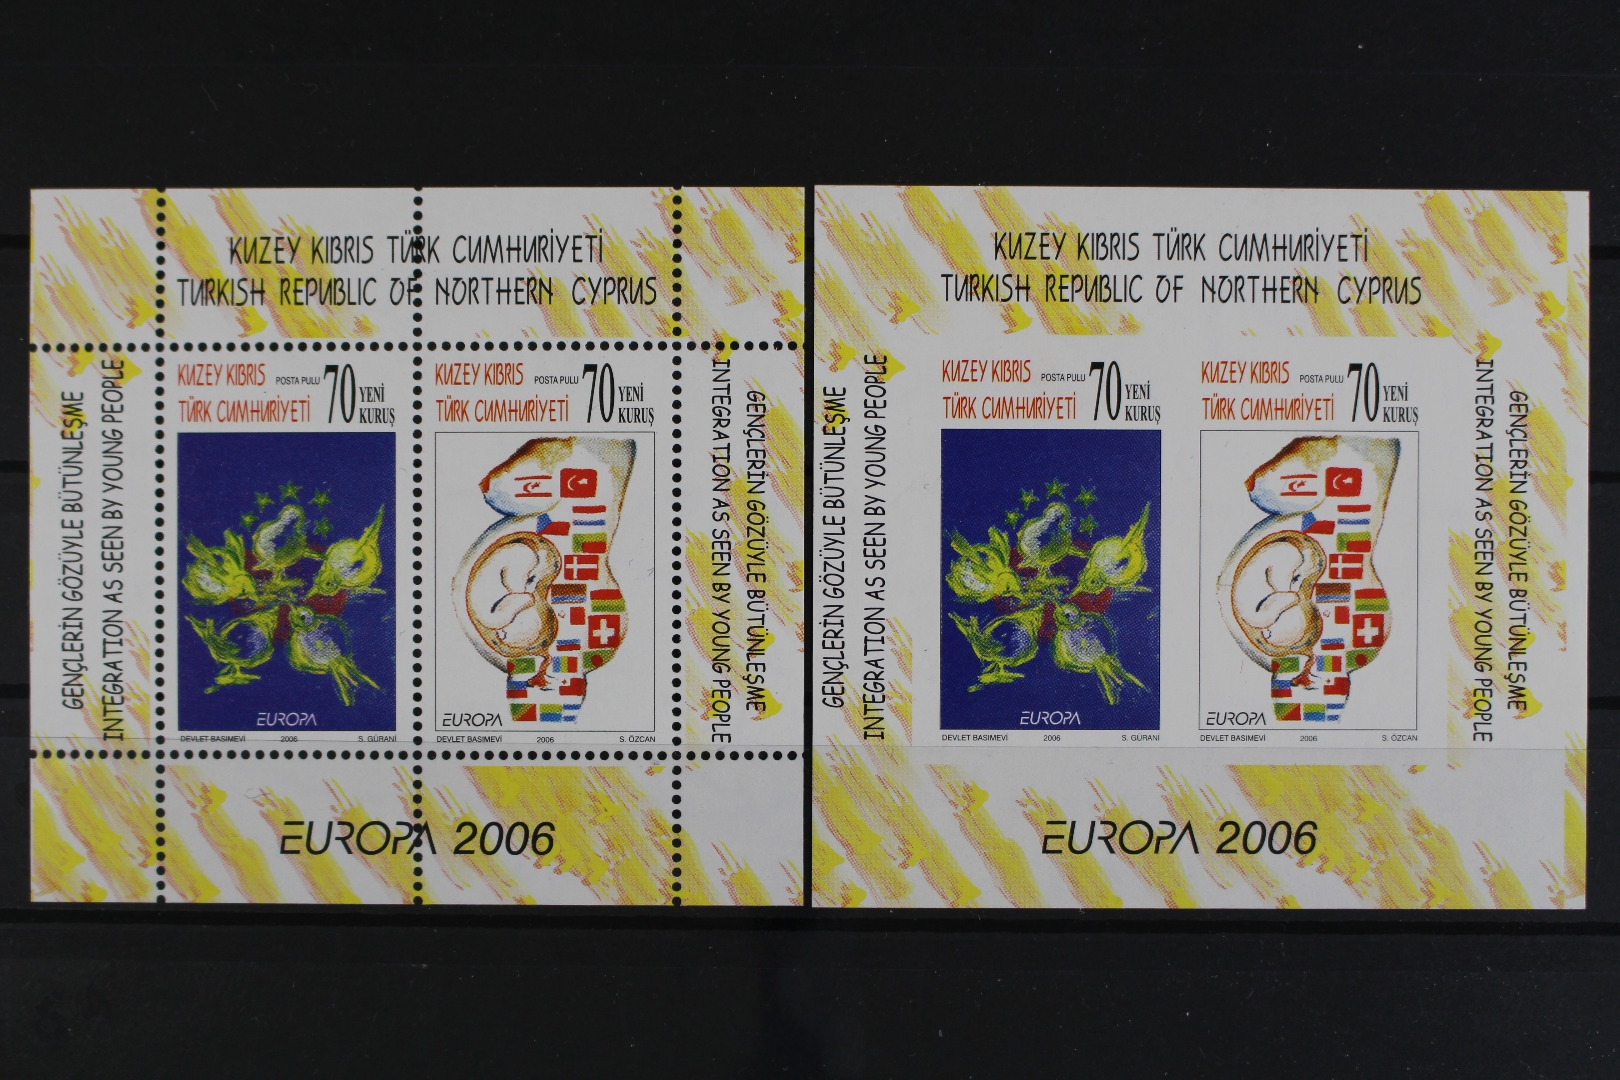 KUZEY KIBRIS TÜRK CUMHURİYETİ
TURKISH REPUBLIC OF NORTHERN CYPRUS
GENÇLERİN GÖZÜYLE BÜTÜNLEŞME
INTEGRATION AS SEEN BY YOUNG PEOPLE
KUZEY KIBRIS
TÜRK CUMHURİYETİ
POSTA PULU
70 YENİ
KURUŞ
EUROPA
DEVLET BASIMEVİ 2006 S. GÜRANİ
KUZEY KIBRIS
TÜRK CUMHURİYETİ
POSTA PULU
70 YENİ
KURUŞ
EUROPA
DEVLET BASIMEVİ 2006 S. ÖZCAN
GENÇLERİN GÖZÜYLE BÜTÜNLEŞME
INTEGRATION AS SEEN BY YOUNG PEOPLE
EUROPA 2006
KUZEY KIBRIS TÜRK CUMHURİYETİ
TURKISH REPUBLIC OF NORTHERN CYPRUS
GENÇLERİN GÖZÜYLE BÜTÜNLEŞME
INTEGRATION AS SEEN BY YOUNG PEOPLE
KUZEY KIBRIS
TÜRK CUMHURİYETİ
POSTA PULU
70 YENİ
KURUŞ
EUROPA
DEVLET BASIMEVİ 2006 S. GÜRANİ
KUZEY KIBRIS
TÜRK CUMHURİYETİ
POSTA PULU
70 YENİ
KURUŞ
EUROPA
DEVLET BASIMEVİ 2006 S. ÖZCAN
GENÇLERİN GÖZÜYLE BÜTÜNLEŞME
INTEGRATION AS SEEN BY YOUNG PEOPLE
EUROPA 2006